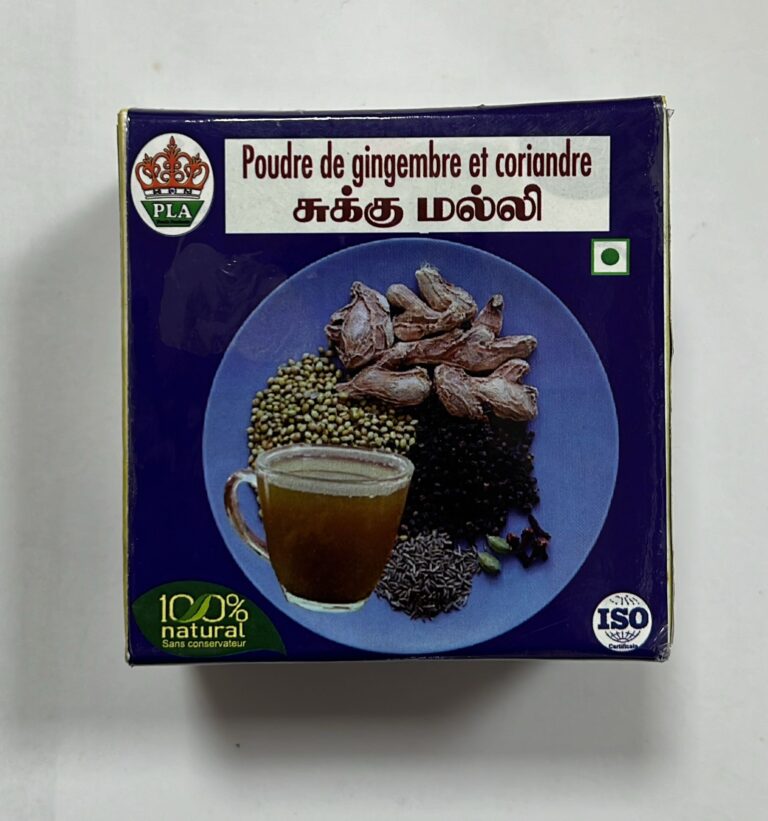 Poudre de gingembre et coriandre
சுக்கு மல்லி
PLA
100%
natural
Sans conservateur
ISO